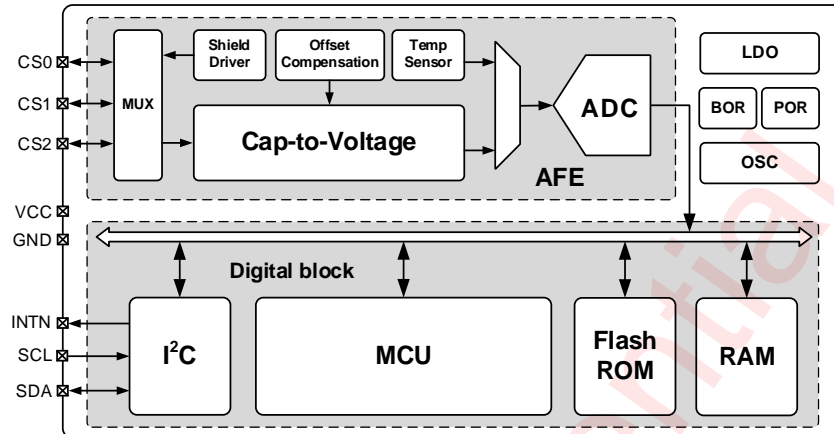 CS0
CS1
CS2
VCC
GND
INTN
SCL
SDA
MUX
Shield
Driver
Offset
Compensation
Temp
Sensor
Cap-to-Voltage
ADC
AFE
LDO
BOR
POR
OSC
Digital block
I²C
MCU
Flash
ROM
RAM